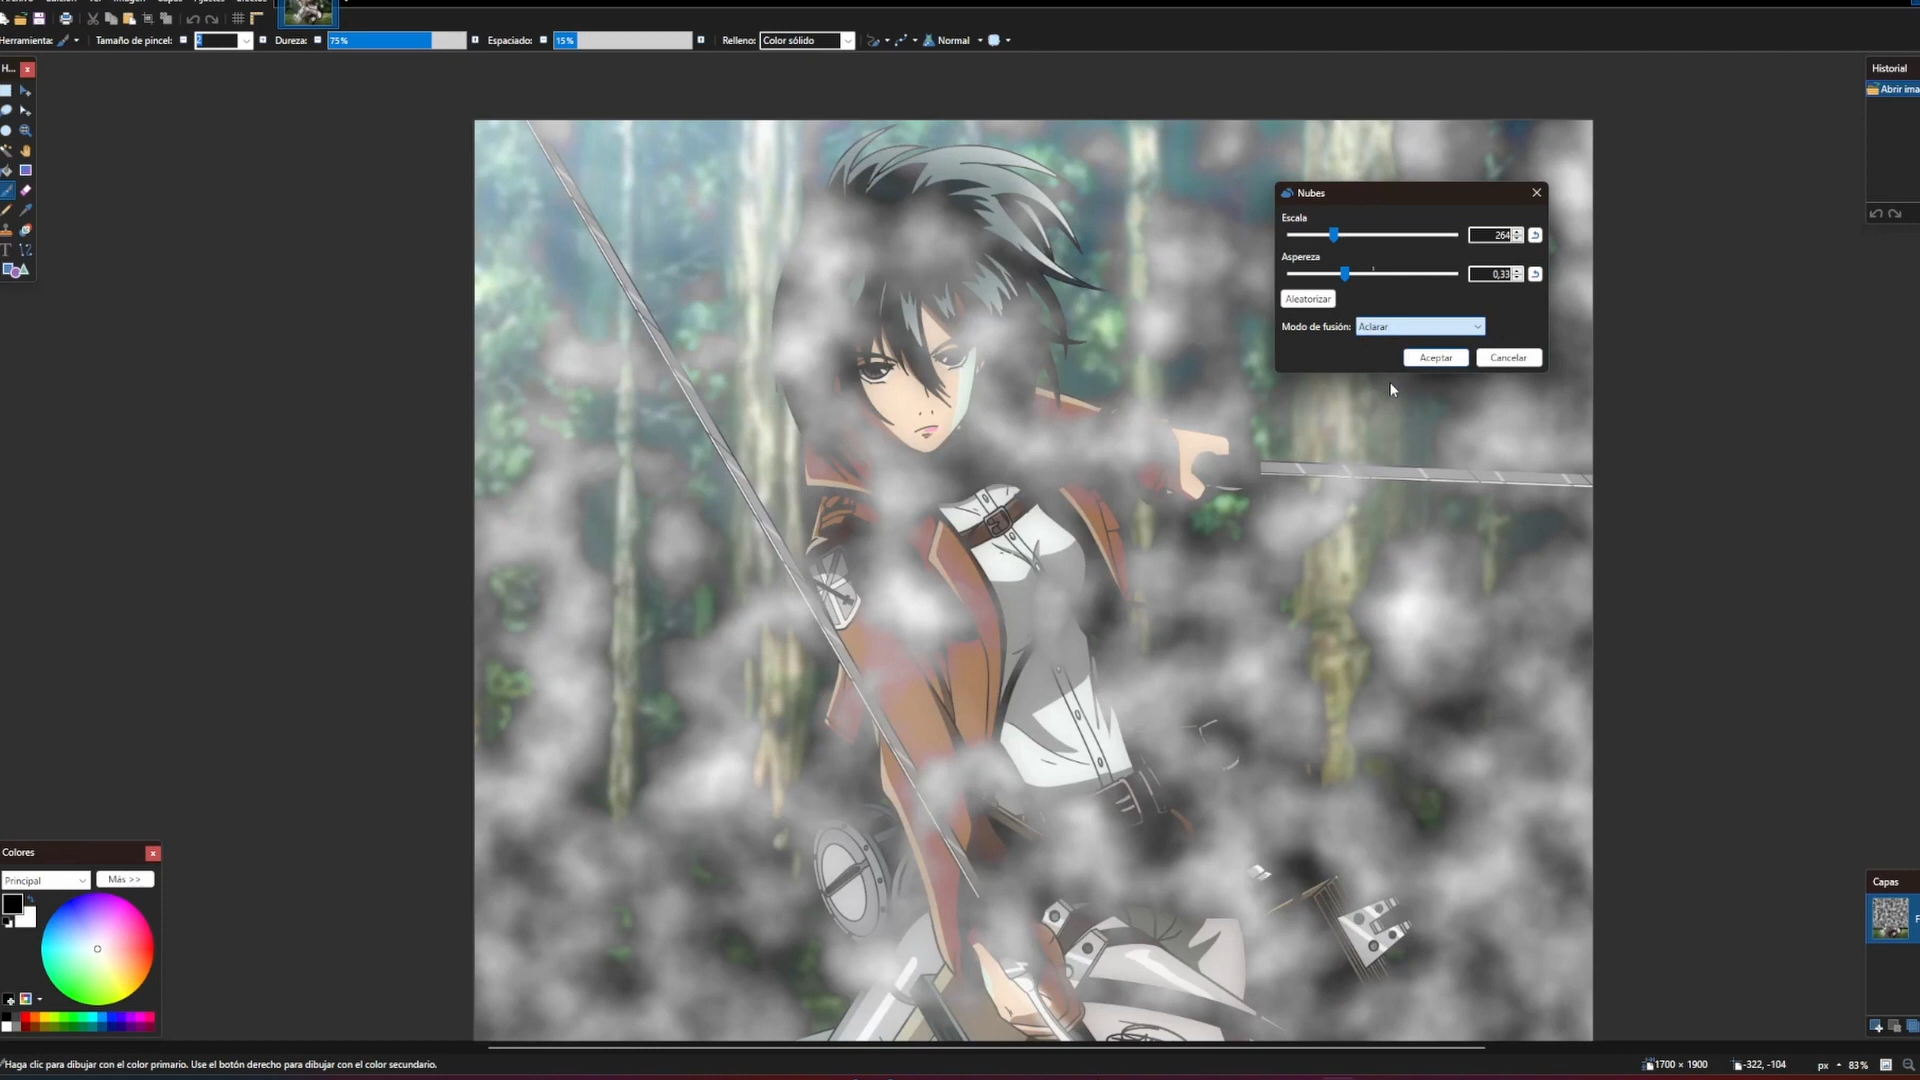 Herramienta:
Tamaño de pincel:
2
Dureza:
75%
Espaciado:
15%
Relleno:
Color sólido
Normal
H...
Historial
Abrir ima
Nubes
Escala
264
Aspereza
0,33
Aleatorizar
Modo de fusión:
Aclarar
Aceptar
Cancelar
Colores
Principal
Más >>
Capas
F
Haga clic para dibujar con el color primario. Use el botón derecho para dibujar con el color secundario.
1700 × 1900
-322, -104
px
83%